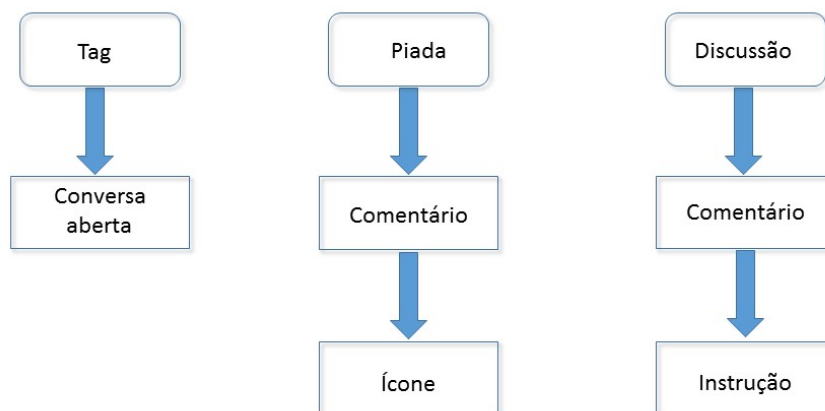 Tag
Piada
Discussão
Conversa
aberta
Comentário
Comentário
Ícone
Instrução